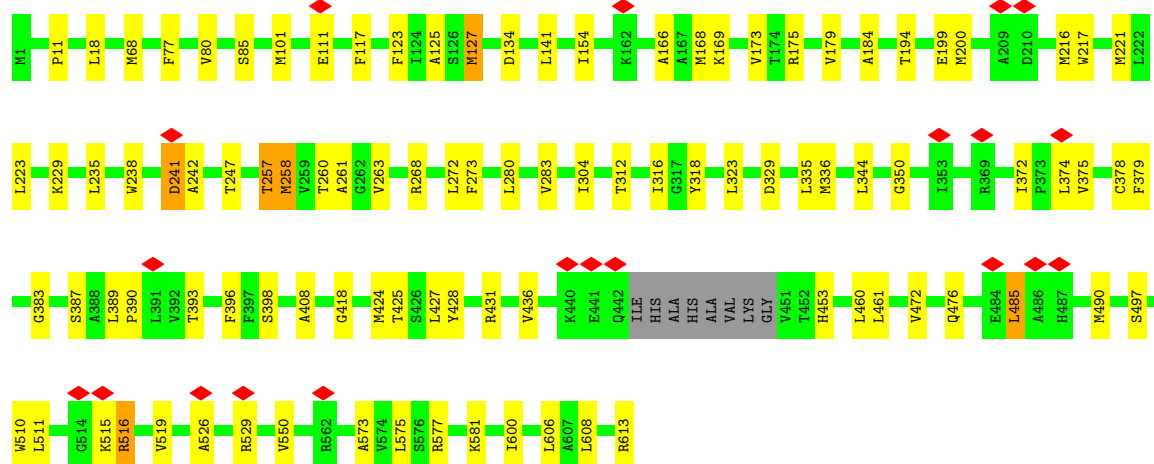 M1 P11 L18 M68 F77 V80 S85 M101 E111 F117 F123 I124 A125 S126 M127 D134 L141 I154 K162 A166 A167 M168 K169 V173 T174 R175 V179 A184 T194 E199 M200 A209 D210 M216 W217 M221 L222
L223 K229 L235 W238 D241 A242 T247 T257 M258 V259 T260 A261 G262 V263 R268 L272 F273 L280 V283 I304 T312 I316 G317 Y318 L323 D329 L335 M336 L344 G350 I353 R369 I372 P373 L374 V375 C378 F379
G383 S387 A388 L389 P390 L391 V392 T393 F396 F397 S398 A408 G418 M424 T425 S426 L427 Y428 R431 V436 K440 E441 Q442 ILE HIS ALA HIS ALA VAL LYS GLY V451 T452 H453 L460 L461 V472 Q476 E484 L485 A486 H487 M490 S497
W510 L511 G514 K515 R516 V519 A526 R529 V550 R562 A573 V574 L575 S576 R577 K581 I600 L606 A607 L608 R613